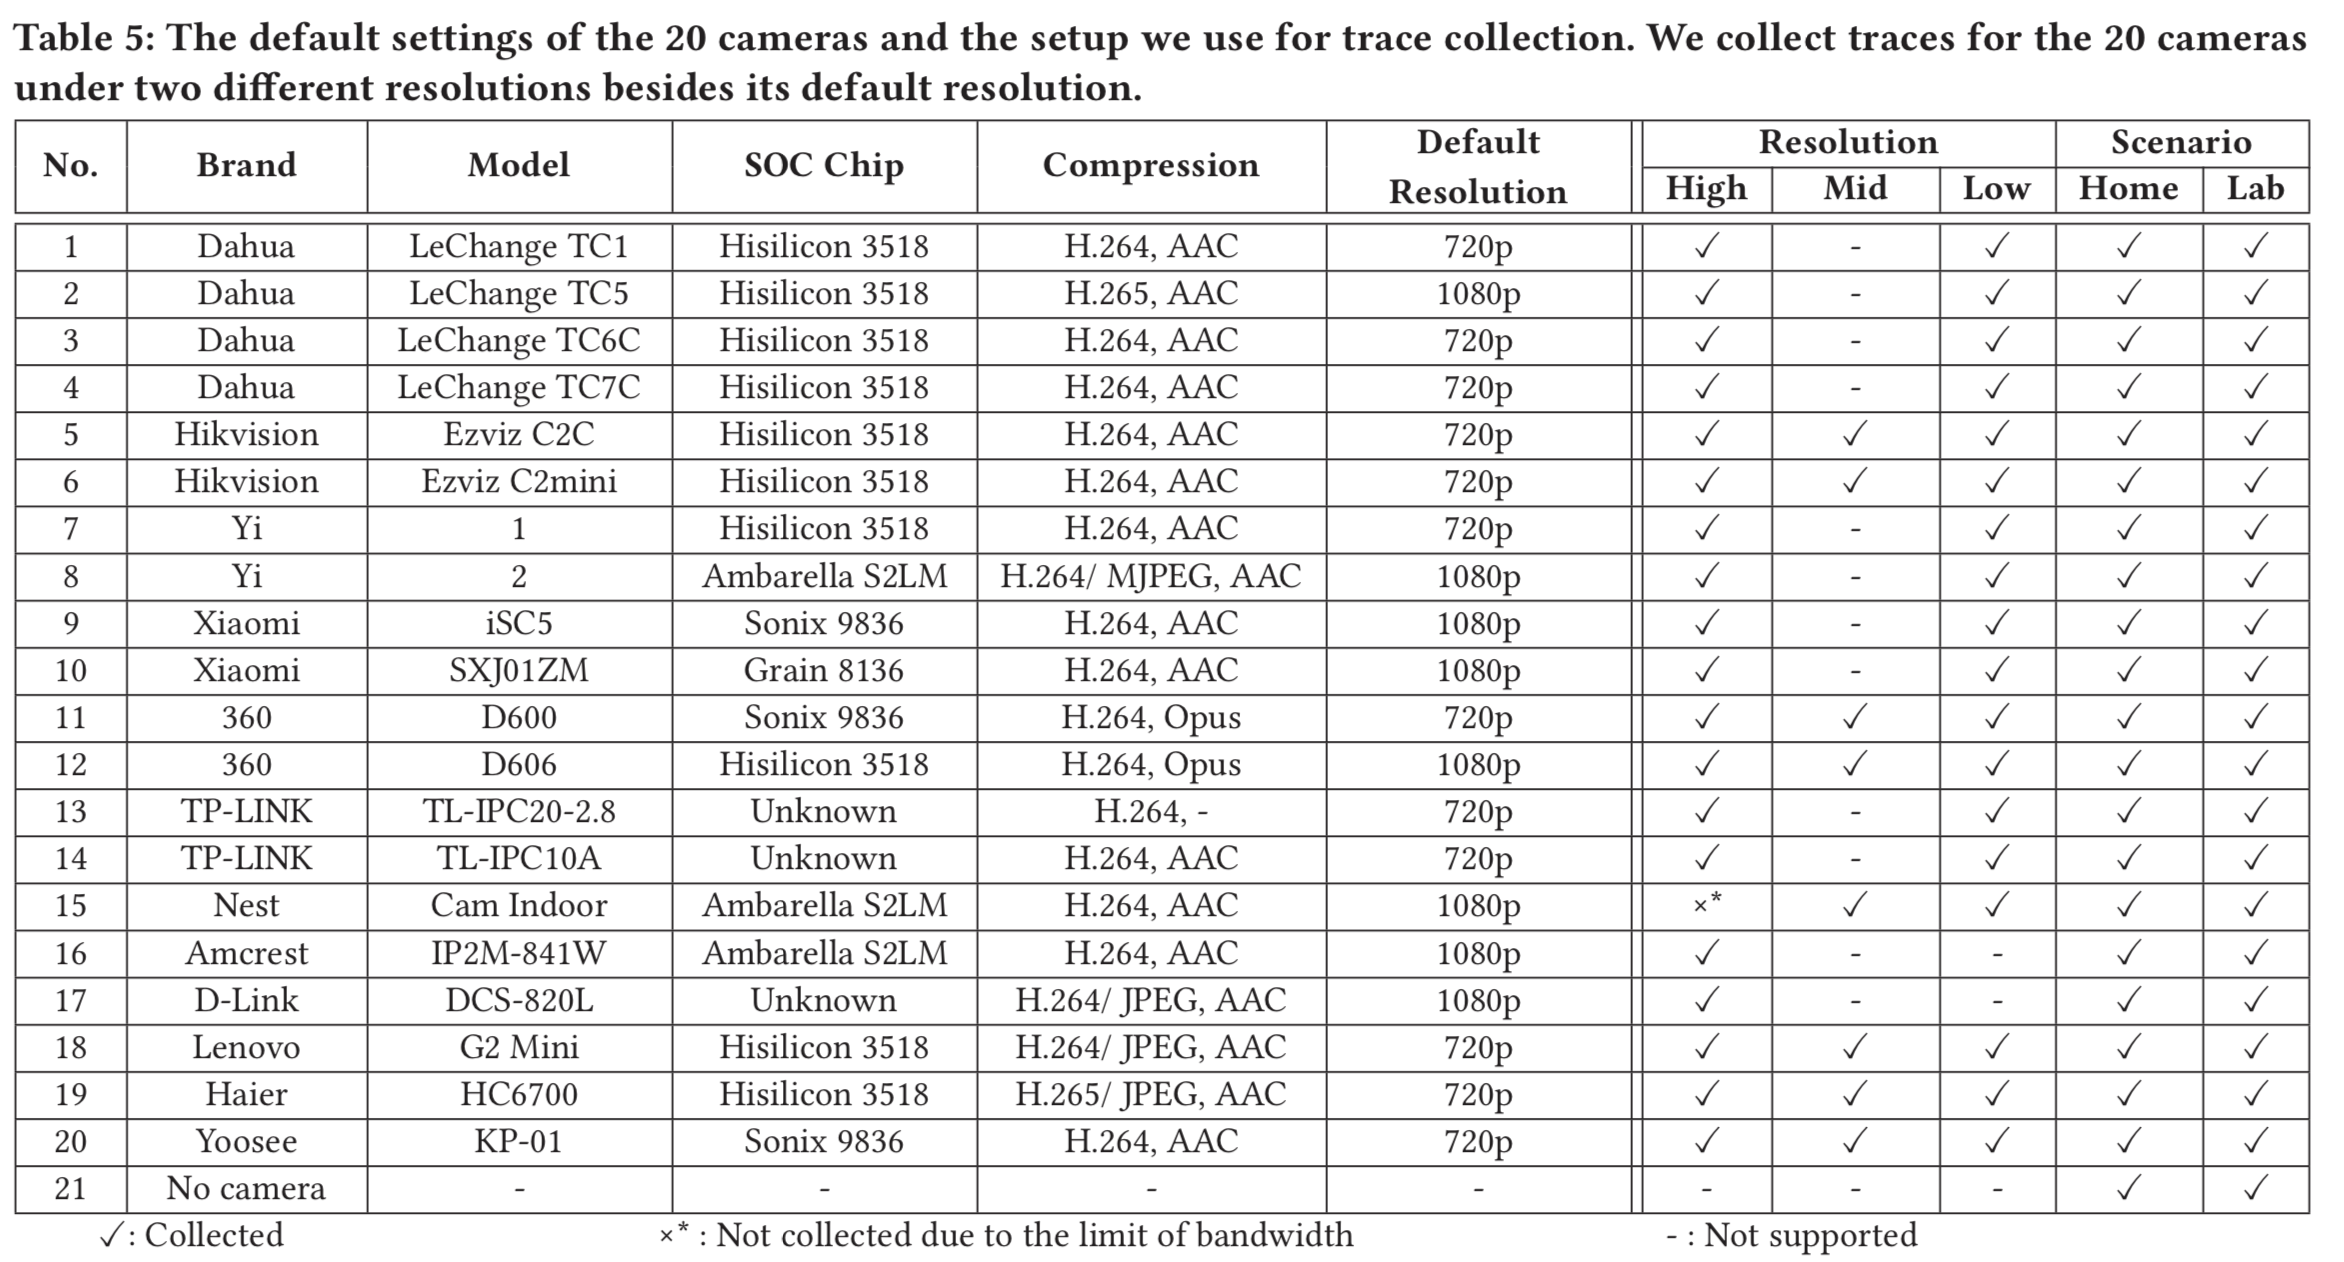 Table 5: The default settings of the 20 cameras and the setup we use for trace collection. We collect traces for the 20 cameras
under two different resolutions besides its default resolution.
No. Brand Model SOC Chip Compression Default Resolution Resolution Scenario
High Mid Low Home Lab
1 Dahua LeChange TC1 Hisilicon 3518 H.264, AAC 720p ✓ - ✓ ✓ ✓
2 Dahua LeChange TC5 Hisilicon 3518 H.265, AAC 1080p ✓ - ✓ ✓ ✓
3 Dahua LeChange TC6C Hisilicon 3518 H.264, AAC 720p ✓ - ✓ ✓ ✓
4 Dahua LeChange TC7C Hisilicon 3518 H.264, AAC 720p ✓ - ✓ ✓ ✓
5 Hikvision Ezviz C2C Hisilicon 3518 H.264, AAC 720p ✓ ✓ ✓ ✓ ✓
6 Hikvision Ezviz C2mini Hisilicon 3518 H.264, AAC 720p ✓ ✓ ✓ ✓ ✓
7 Yi 1 Hisilicon 3518 H.264, AAC 720p ✓ - ✓ ✓ ✓
8 Yi 2 Ambarella S2LM H.264/ MJPEG, AAC 1080p ✓ - ✓ ✓ ✓
9 Xiaomi iSC5 Sonix 9836 H.264, AAC 1080p ✓ - ✓ ✓ ✓
10 Xiaomi SXJ01ZM Grain 8136 H.264, AAC 1080p ✓ - ✓ ✓ ✓
11 360 D600 Sonix 9836 H.264, Opus 720p ✓ ✓ ✓ ✓ ✓
12 360 D606 Hisilicon 3518 H.264, Opus 1080p ✓ ✓ ✓ ✓ ✓
13 TP-LINK TL-IPC20-2.8 Unknown H.264, - 720p ✓ - ✓ ✓ ✓
14 TP-LINK TL-IPC10A Unknown H.264, AAC 720p ✓ - ✓ ✓ ✓
15 Nest Cam Indoor Ambarella S2LM H.264, AAC 1080p ×* ✓ ✓ ✓ ✓
16 Amcrest IP2M-841W Ambarella S2LM H.264, AAC 1080p ✓ - - ✓ ✓
17 D-Link DCS-820L Unknown H.264/ JPEG, AAC 1080p ✓ - - ✓ ✓
18 Lenovo G2 Mini Hisilicon 3518 H.264/ JPEG, AAC 720p ✓ ✓ ✓ ✓ ✓
19 Haier HC6700 Hisilicon 3518 H.265/ JPEG, AAC 720p ✓ ✓ ✓ ✓ ✓
20 Yoosee KP-01 Sonix 9836 H.264, AAC 720p ✓ ✓ ✓ ✓ ✓
21 No camera - - - - - - - ✓ ✓
✓: Collected ×* : Not collected due to the limit of bandwidth - : Not supported